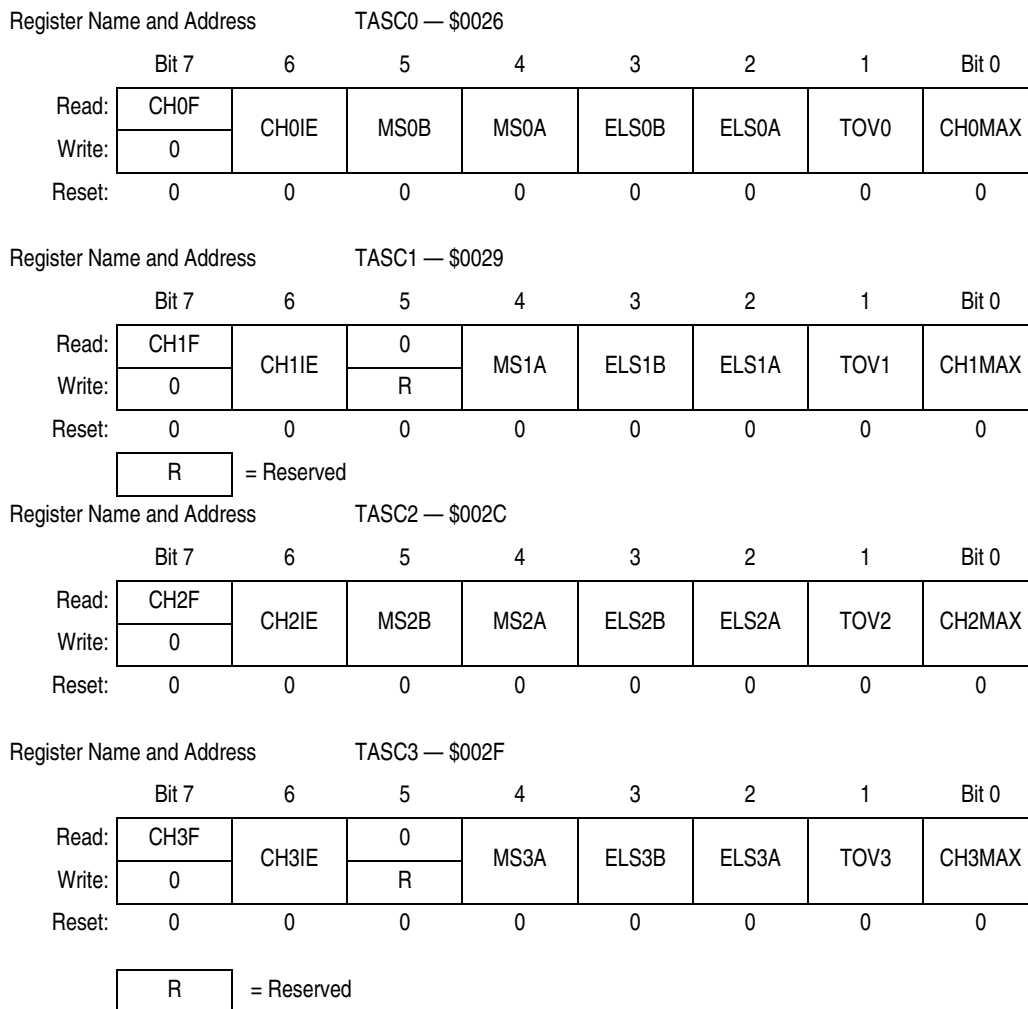 Register Name and Address TASC0 — $0026
Bit 7 6 5 4 3 2 1 Bit 0
Read: CH0F CH0IE MS0B MS0A ELS0B ELS0A TOV0 CH0MAX
Write: 0
Reset: 0 0 0 0 0 0 0 0
Register Name and Address TASC1 — $0029
Bit 7 6 5 4 3 2 1 Bit 0
Read: CH1F CH1IE 0 MS1A ELS1B ELS1A TOV1 CH1MAX
Write: 0 R
Reset: 0 0 0 0 0 0 0 0
R = Reserved
Register Name and Address TASC2 — $002C
Bit 7 6 5 4 3 2 1 Bit 0
Read: CH2F CH2IE MS2B MS2A ELS2B ELS2A TOV2 CH2MAX
Write: 0
Reset: 0 0 0 0 0 0 0 0
Register Name and Address TASC3 — $002F
Bit 7 6 5 4 3 2 1 Bit 0
Read: CH3F CH3IE 0 MS3A ELS3B ELS3A TOV3 CH3MAX
Write: 0 R
Reset: 0 0 0 0 0 0 0 0
R = Reserved